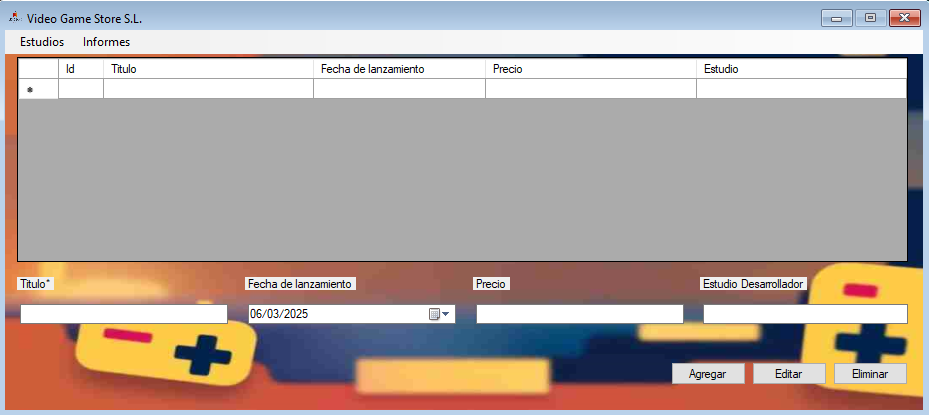 Video Game Store S.L.
Estudios Informes
Id Titulo Fecha de lanzamiento Precio Estudio
Titulo* Fecha de lanzamiento Precio Estudio Desarrollador
06/03/2025
Agregar Editar Eliminar